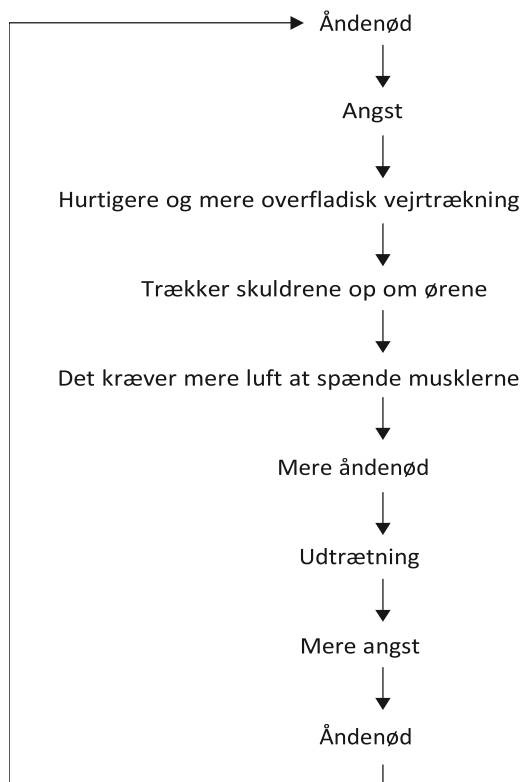 Åndenød
Angst
Hurtigere og mere overfladisk vejrtrækning
Trækker skuldrene op om ørene
Det kræver mere luft at spænde musklerne
Mere åndenød
Udtrætning
Mere angst
Åndenød